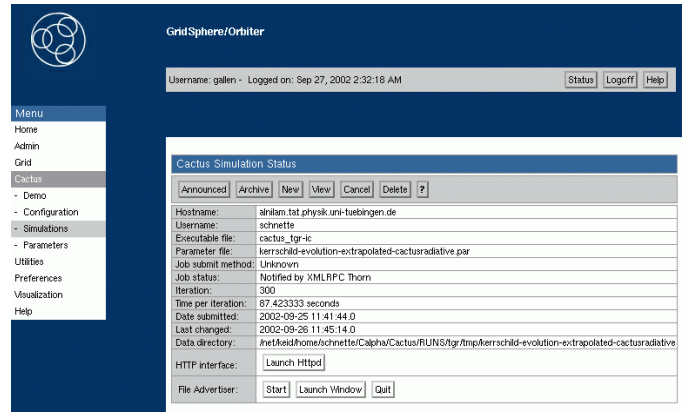 GridSphere/Orbiter
Username: gallen - Logged on: Sep 27, 2002 2:32:18 AM Status Logoff Help
Menu
Home
Admin
Grid
Cactus
- Demo
- Configuration
- Simulations
- Parameters
Utilities
Preferences
Visualization
Help
Cactus Simulation Status
Announced Archive New View Cancel Delete ?
Hostname: alnilam.tat.physik.uni-tuebingen.de
Username: schnette
Executable file: cactus_tgr-ic
Parameter file: kerrschild-evolution-extrapolated-cactusradiative.par
Job submit method: Unknown
Job status: Notified by XMLRPC Thorn
Iteration: 300
Time per iteration: 87.423333 seconds
Date submitted: 2002-09-25 11:41:44.0
Last changed: 2002-09-26 11:45:14.0
Data directory: /net/keid/home/schnette/Calpha/Cactus/RUNS/tgr/tmp/kerrschild-evolution-extrapolated-cactusradiative
HTTP interface: Launch Httpd
File Advertiser: Start Launch Window Quit